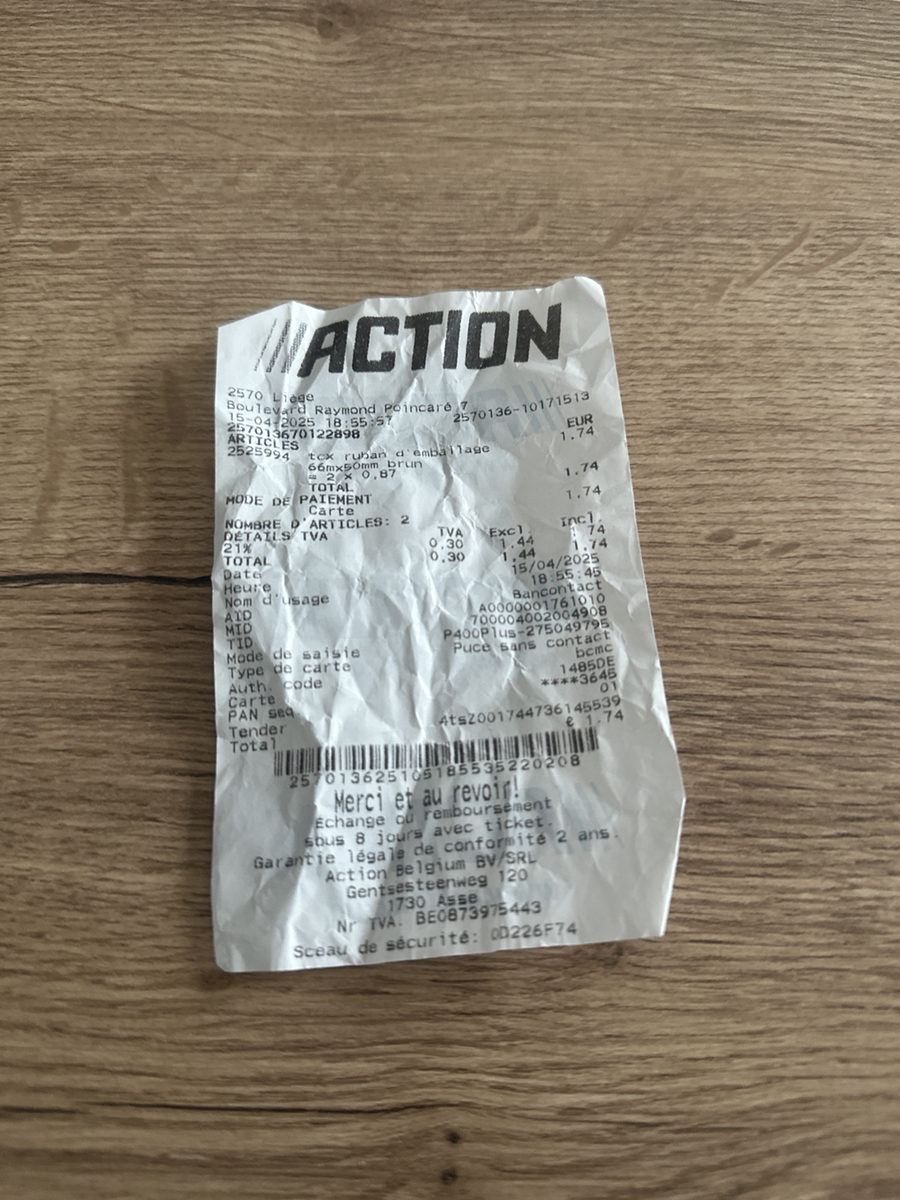 ACTION
2570 Liège
Boulevard Raymond Poincaré 7
15-04-2025 18:55:57 2570136-10171513
257013670122898 EUR
ARTICLES 1.74
2525994 tcx ruban d'emballage
66mx50mm brun
= 2 x 0.87 1.74
TOTAL
MODE DE PAIEMENT 1.74
Carte
NOMBRE D'ARTICLES: 2
DÉTAILS TVA TVA Excl. Incl.
21% 0.30 1.44 1.74
TOTAL 0.30 1.44 1.74
Date 15/04/2025
Heure 18:55:45
Nom d'usage Bancontact
AID A0000001761010
MID 700004002004908
TID P400Plus-275049795
Mode de saisie Puce sans contact
Type de carte bcmc
Auth. code 1485DE
Carte ****3645
PAN seq 01
Tender 4tsZ001744736145539
Total € 1.74
257013625105185535220208
Merci et au revoir!
Echange ou remboursement
sous 8 jours avec ticket.
Garantie légale de conformité 2 ans.
Action Belgium BV/SRL
Gentsesteenweg 120
1730 Asse
Nr TVA. BE0873975443
Sceau de sécurité: 0D226F74